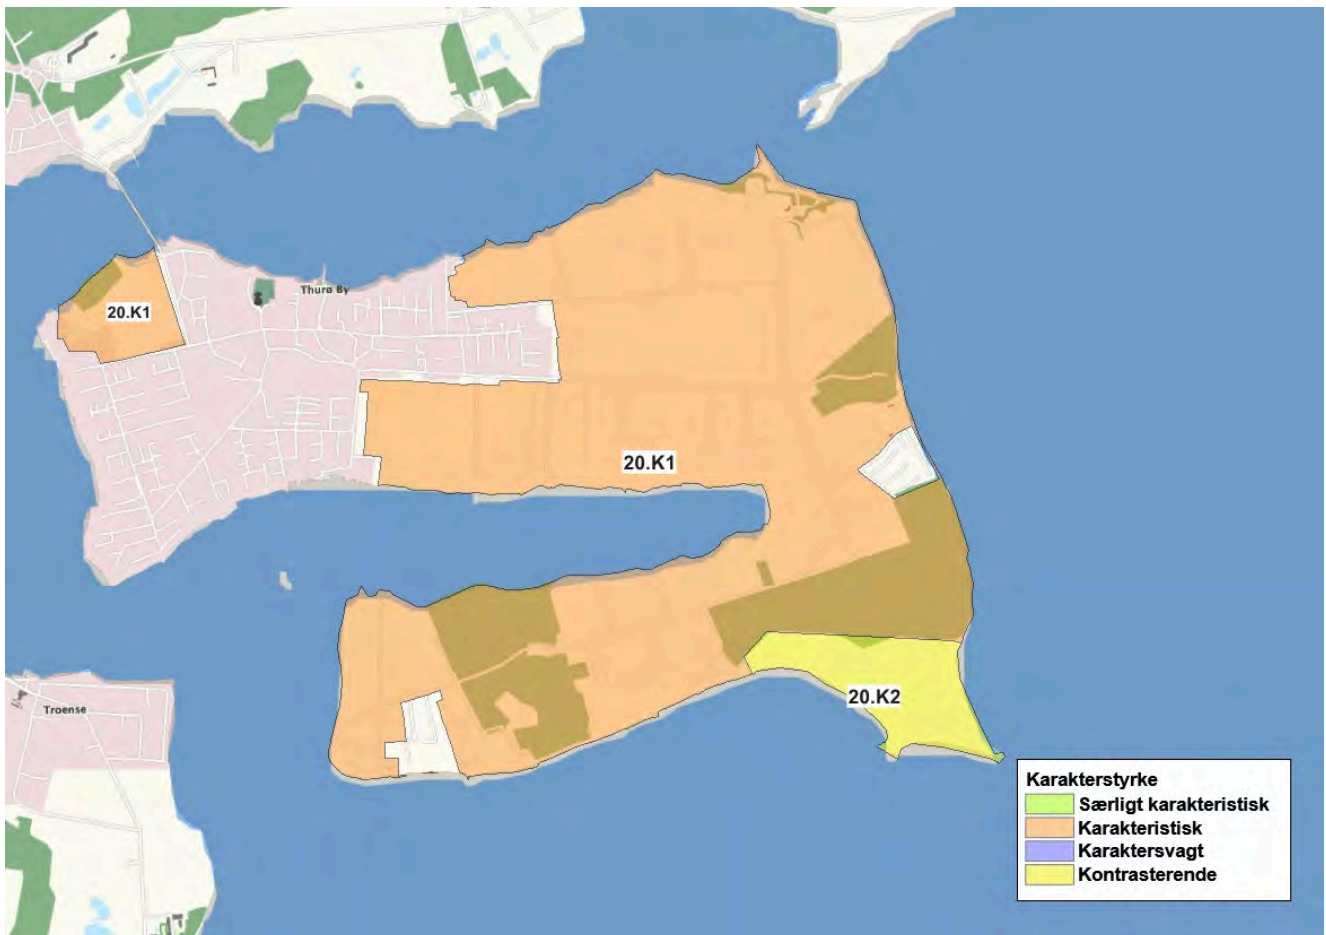 Thurø By
20.K1
20.K1
20.K2
Troense
Karakterstyrke
Særligt karakteristisk
Karakteristisk
Karaktersvagt
Kontrasterende